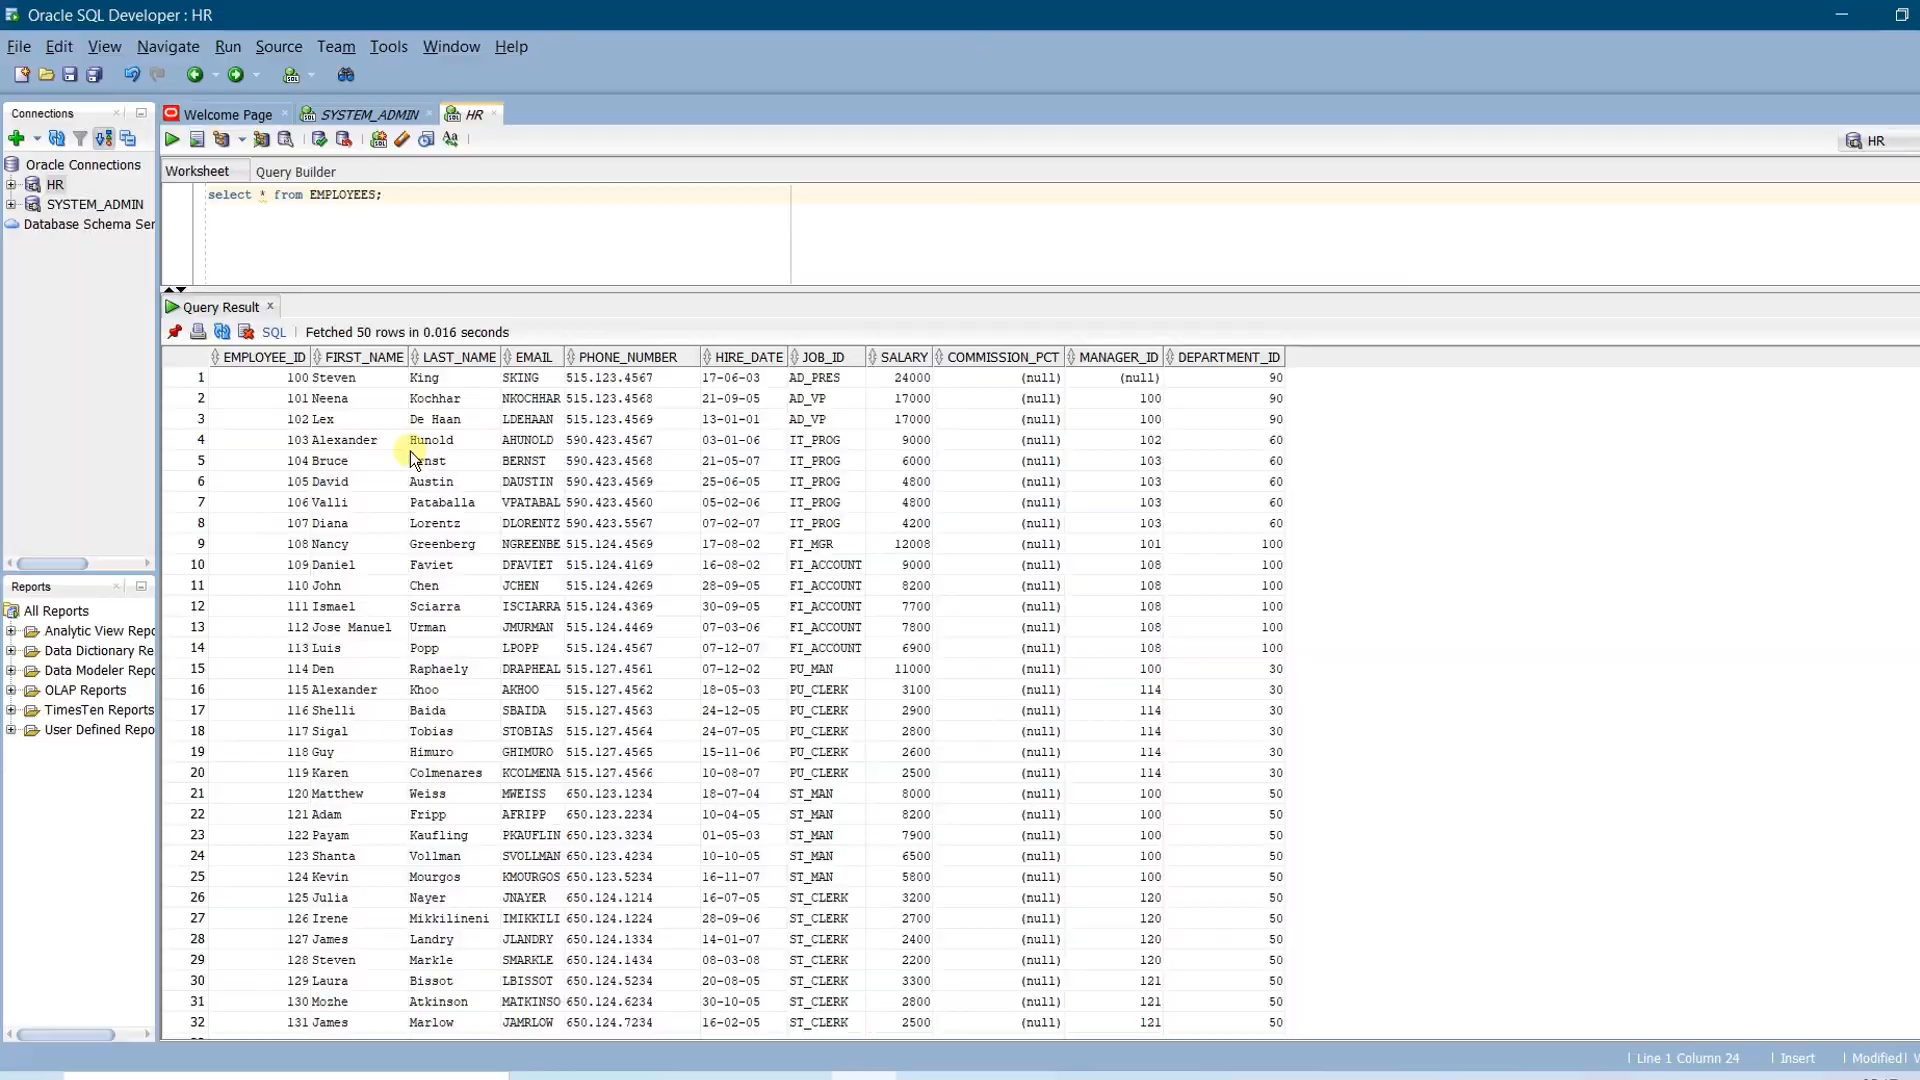 Oracle SQL Developer : HR
File Edit View Navigate Run Source Team Tools Window Help
Connections
Welcome Page SYSTEM_ADMIN HR
HR
Oracle Connections
HR
SYSTEM_ADMIN
Database Schema Ser
Worksheet Query Builder
select * from EMPLOYEES;
Query Result
SQL Fetched 50 rows in 0.016 seconds
EMPLOYEE_ID FIRST_NAME LAST_NAME EMAIL PHONE_NUMBER HIRE_DATE JOB_ID SALARY COMMISSION_PCT MANAGER_ID DEPARTMENT_ID
1 100 Steven King SKING 515.123.4567 17-06-03 AD_PRES 24000 (null) (null) 90
2 101 Neena Kochhar NKOCHHAR 515.123.4568 21-09-05 AD_VP 17000 (null) 100 90
3 102 Lex De Haan LDEHAAN 515.123.4569 13-01-01 AD_VP 17000 (null) 100 90
4 103 Alexander Hunold AHUNOLD 590.423.4567 03-01-06 IT_PROG 9000 (null) 102 60
5 104 Bruce Ernst BERNST 590.423.4568 21-05-07 IT_PROG 6000 (null) 103 60
6 105 David Austin DAUSTIN 590.423.4569 25-06-05 IT_PROG 4800 (null) 103 60
7 106 Valli Pataballa VPATABAL 590.423.4560 05-02-06 IT_PROG 4800 (null) 103 60
8 107 Diana Lorentz DLORENTZ 590.423.5567 07-02-07 IT_PROG 4200 (null) 103 60
9 108 Nancy Greenberg NGREENBE 515.124.4569 17-08-02 FI_MGR 12008 (null) 101 100
10 109 Daniel Faviet DFAVIET 515.124.4169 16-08-02 FI_ACCOUNT 9000 (null) 108 100
11 110 John Chen JCHEN 515.124.4269 28-09-05 FI_ACCOUNT 8200 (null) 108 100
12 111 Ismael Sciarra ISCIARRA 515.124.4369 30-09-05 FI_ACCOUNT 7700 (null) 108 100
13 112 Jose Manuel Urman JMURMAN 515.124.4469 07-03-06 FI_ACCOUNT 7800 (null) 108 100
14 113 Luis Popp LPOPP 515.124.4567 07-12-07 FI_ACCOUNT 6900 (null) 108 100
15 114 Den Raphaely DRAPHEAL 515.127.4561 07-12-02 PU_MAN 11000 (null) 100 30
16 115 Alexander Khoo AKHOO 515.127.4562 18-05-03 PU_CLERK 3100 (null) 114 30
17 116 Shelli Baida SBAIDA 515.127.4563 24-12-05 PU_CLERK 2900 (null) 114 30
18 117 Sigal Tobias STOBIAS 515.127.4564 24-07-05 PU_CLERK 2800 (null) 114 30
19 118 Guy Himuro GHIMURO 515.127.4565 15-11-06 PU_CLERK 2600 (null) 114 30
20 119 Karen Colmenares KCOLMENA 515.127.4566 10-08-07 PU_CLERK 2500 (null) 114 30
21 120 Matthew Weiss MWEISS 650.123.1234 18-07-04 ST_MAN 8000 (null) 100 50
22 121 Adam Fripp AFRIPP 650.123.2234 10-04-05 ST_MAN 8200 (null) 100 50
23 122 Payam Kaufling PKAUFLIN 650.123.3234 01-05-03 ST_MAN 7900 (null) 100 50
24 123 Shanta Vollman SVOLLMAN 650.123.4234 10-10-05 ST_MAN 6500 (null) 100 50
25 124 Kevin Mourgos KMOURGOS 650.123.5234 16-11-07 ST_MAN 5800 (null) 100 50
26 125 Julia Nayer JNAYER 650.124.1214 16-07-05 ST_CLERK 3200 (null) 120 50
27 126 Irene Mikkilineni IMIKKILI 650.124.1224 28-09-06 ST_CLERK 2700 (null) 120 50
28 127 James Landry JLANDRY 650.124.1334 14-01-07 ST_CLERK 2400 (null) 120 50
29 128 Steven Markle SMARKLE 650.124.1434 08-03-08 ST_CLERK 2200 (null) 120 50
30 129 Laura Bissot LBISSOT 650.124.5234 20-08-05 ST_CLERK 3300 (null) 121 50
31 130 Mozhe Atkinson MATKINSO 650.124.6234 30-10-05 ST_CLERK 2800 (null) 121 50
32 131 James Marlow JAMRLOW 650.124.7234 16-02-05 ST_CLERK 2500 (null) 121 50
Reports
All Reports
Analytic View Repo
Data Dictionary Re
Data Modeler Repo
OLAP Reports
TimesTen Reports
User Defined Repo
Line 1 Column 24 Insert Modified